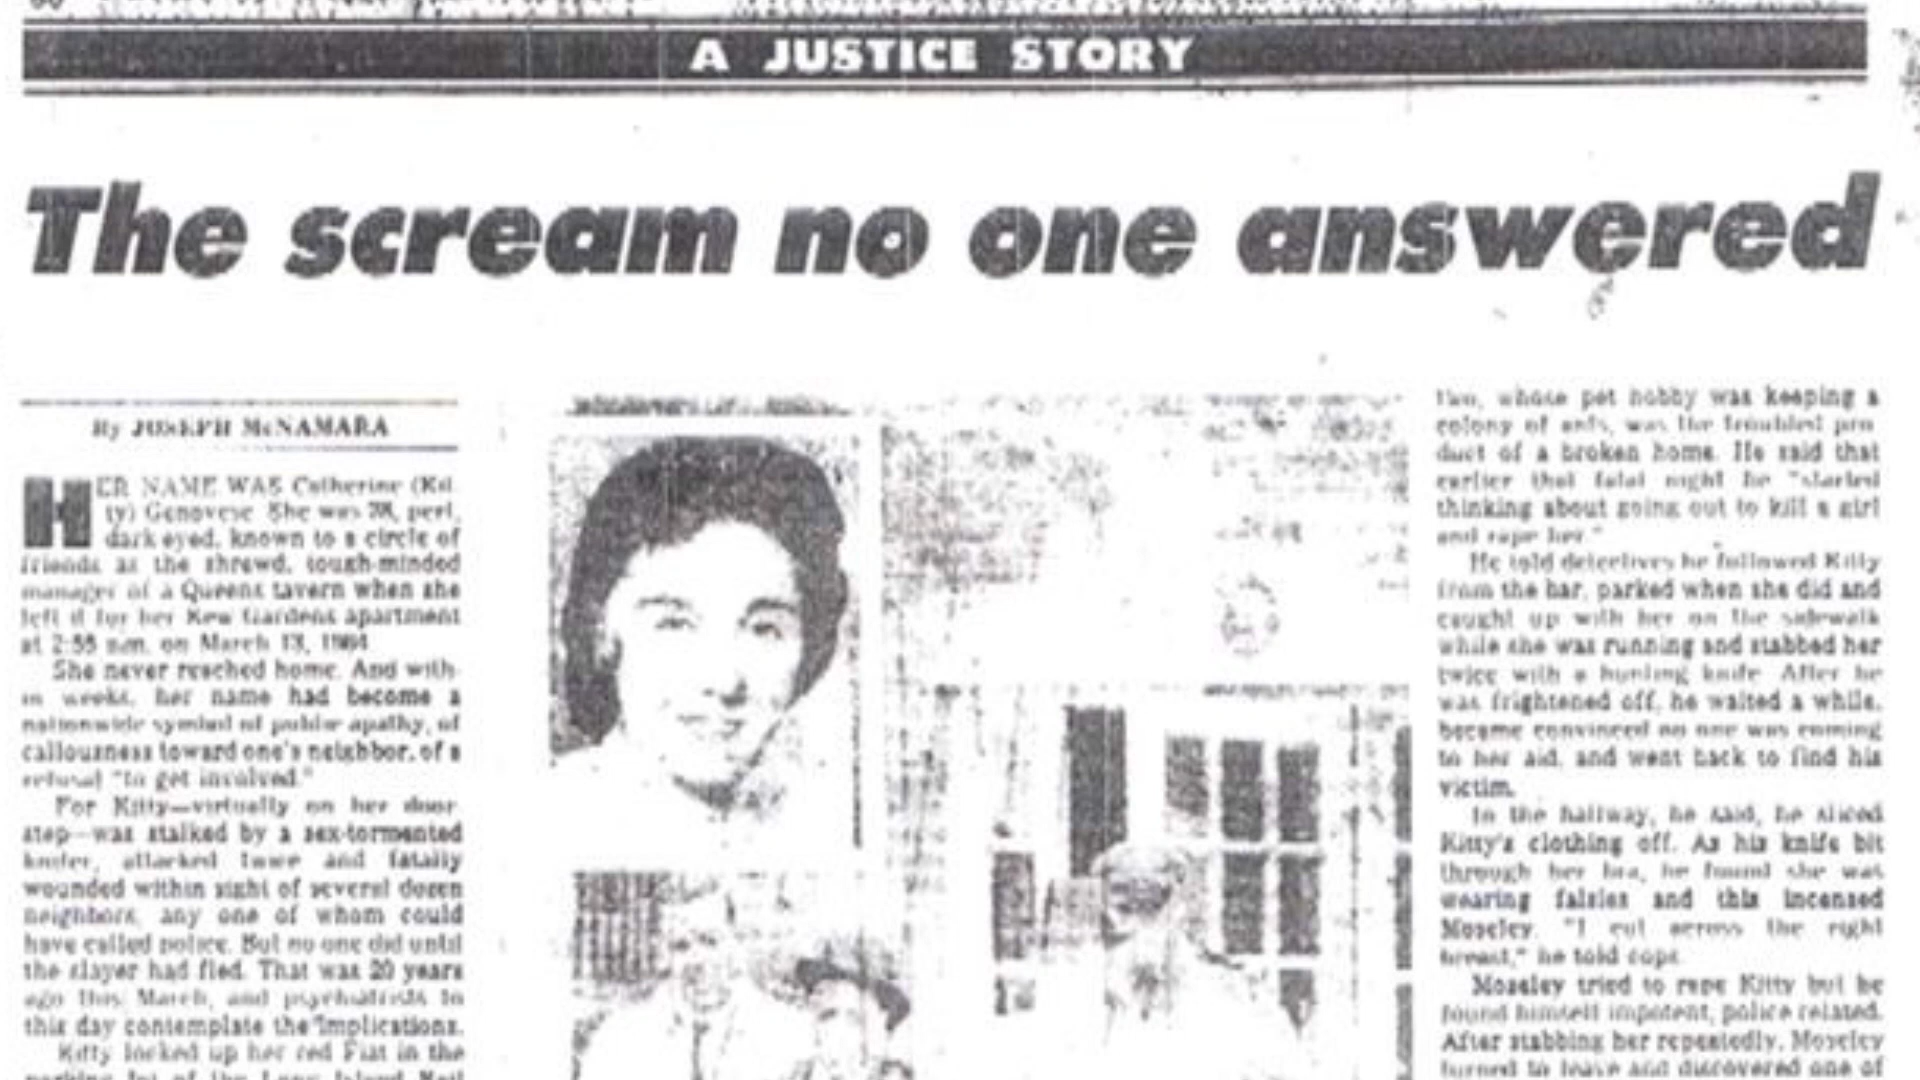 A JUSTICE STORY
The scream no one answered
By JOSEPH McNAMARA
HER NAME WAS Catherine (Kit-
ty) Genovese. She was 28, pert,
dark eyed, known to a circle of
friends as the shrewd, tough-minded
manager of a Queens tavern when she
left it for her Kew Gardens apartment
at 2:55 a.m. on March 13, 1964.
She never reached home. And with-
in weeks, her name had become a
nationwide symbol of public apathy, of
callousness toward one's neighbor, of a
refusal "to get involved."
For Kitty—virtually on her door-
step—was stalked by a sex-tormented
knifer, attacked twice and fatally
wounded within sight of several dozen
neighbors, any one of whom could
have called police. But no one did until
the slayer had fled. That was 20 years
ago this March, and psychiatrists to
this day contemplate the implications.
Kitty locked up her red Fiat in the
parking lot of the Long Island Rail
two, whose pet hobby was keeping a
colony of ants, was the troubled pro-
duct of a broken home. He said that
earlier that fatal night he "started
thinking about going out to kill a girl
and rape her."
He told detectives he followed Kitty
from the bar, parked when she did and
caught up with her on the sidewalk
while she was running and stabbed her
twice with a hunting knife. After he
was frightened off, he waited a while,
became convinced no one was coming
to her aid, and went back to find his
victim.
In the hallway, he said, he sliced
Kitty's clothing off. As his knife bit
through her bra, he found she was
wearing falsies and this incensed
Moseley. "I cut across the right
breast," he told cops.
Moseley tried to rape Kitty but he
found himself impotent, police related.
After stabbing her repeatedly, Moseley
turned to leave and discovered one of